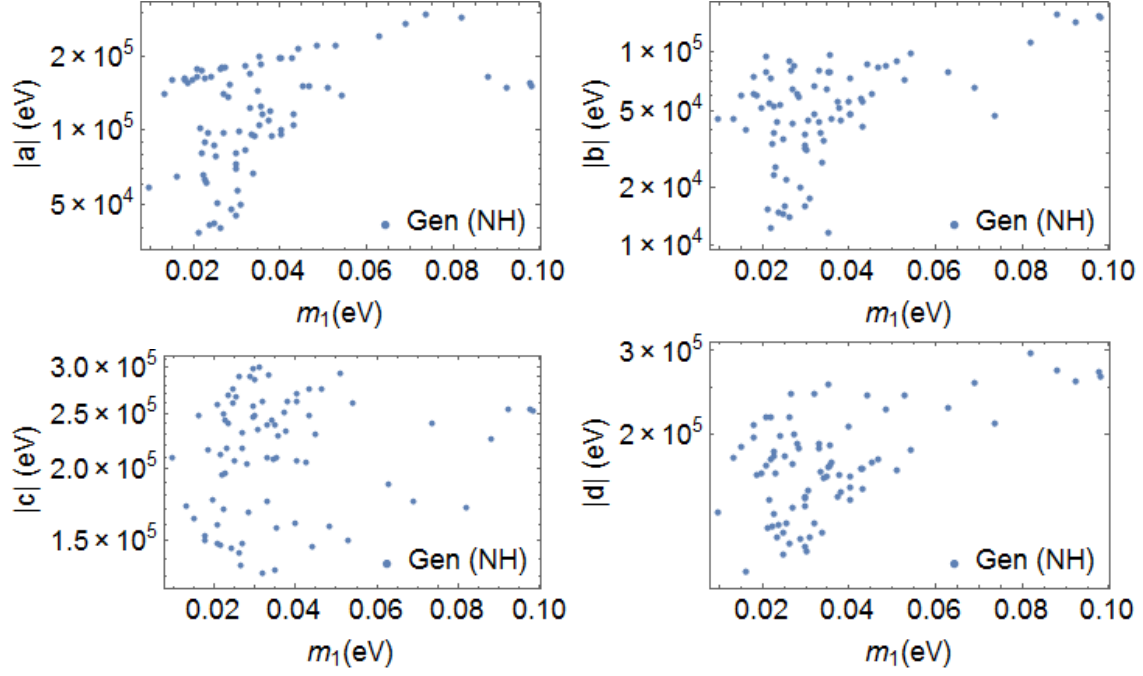 |a| (eV)
2 × 10^5
1 × 10^5
5 × 10^4
Gen (NH)
0.02 0.04 0.06 0.08 0.10
m₁(eV)
|b| (eV)
1 × 10^5
5 × 10^4
2 × 10^4
1 × 10^4
Gen (NH)
0.02 0.04 0.06 0.08 0.10
m₁(eV)
|c| (eV)
3.0 × 10^5
2.5 × 10^5
2.0 × 10^5
1.5 × 10^5
Gen (NH)
0.02 0.04 0.06 0.08 0.10
m₁(eV)
|d| (eV)
3 × 10^5
2 × 10^5
Gen (NH)
0.02 0.04 0.06 0.08 0.10
m₁(eV)